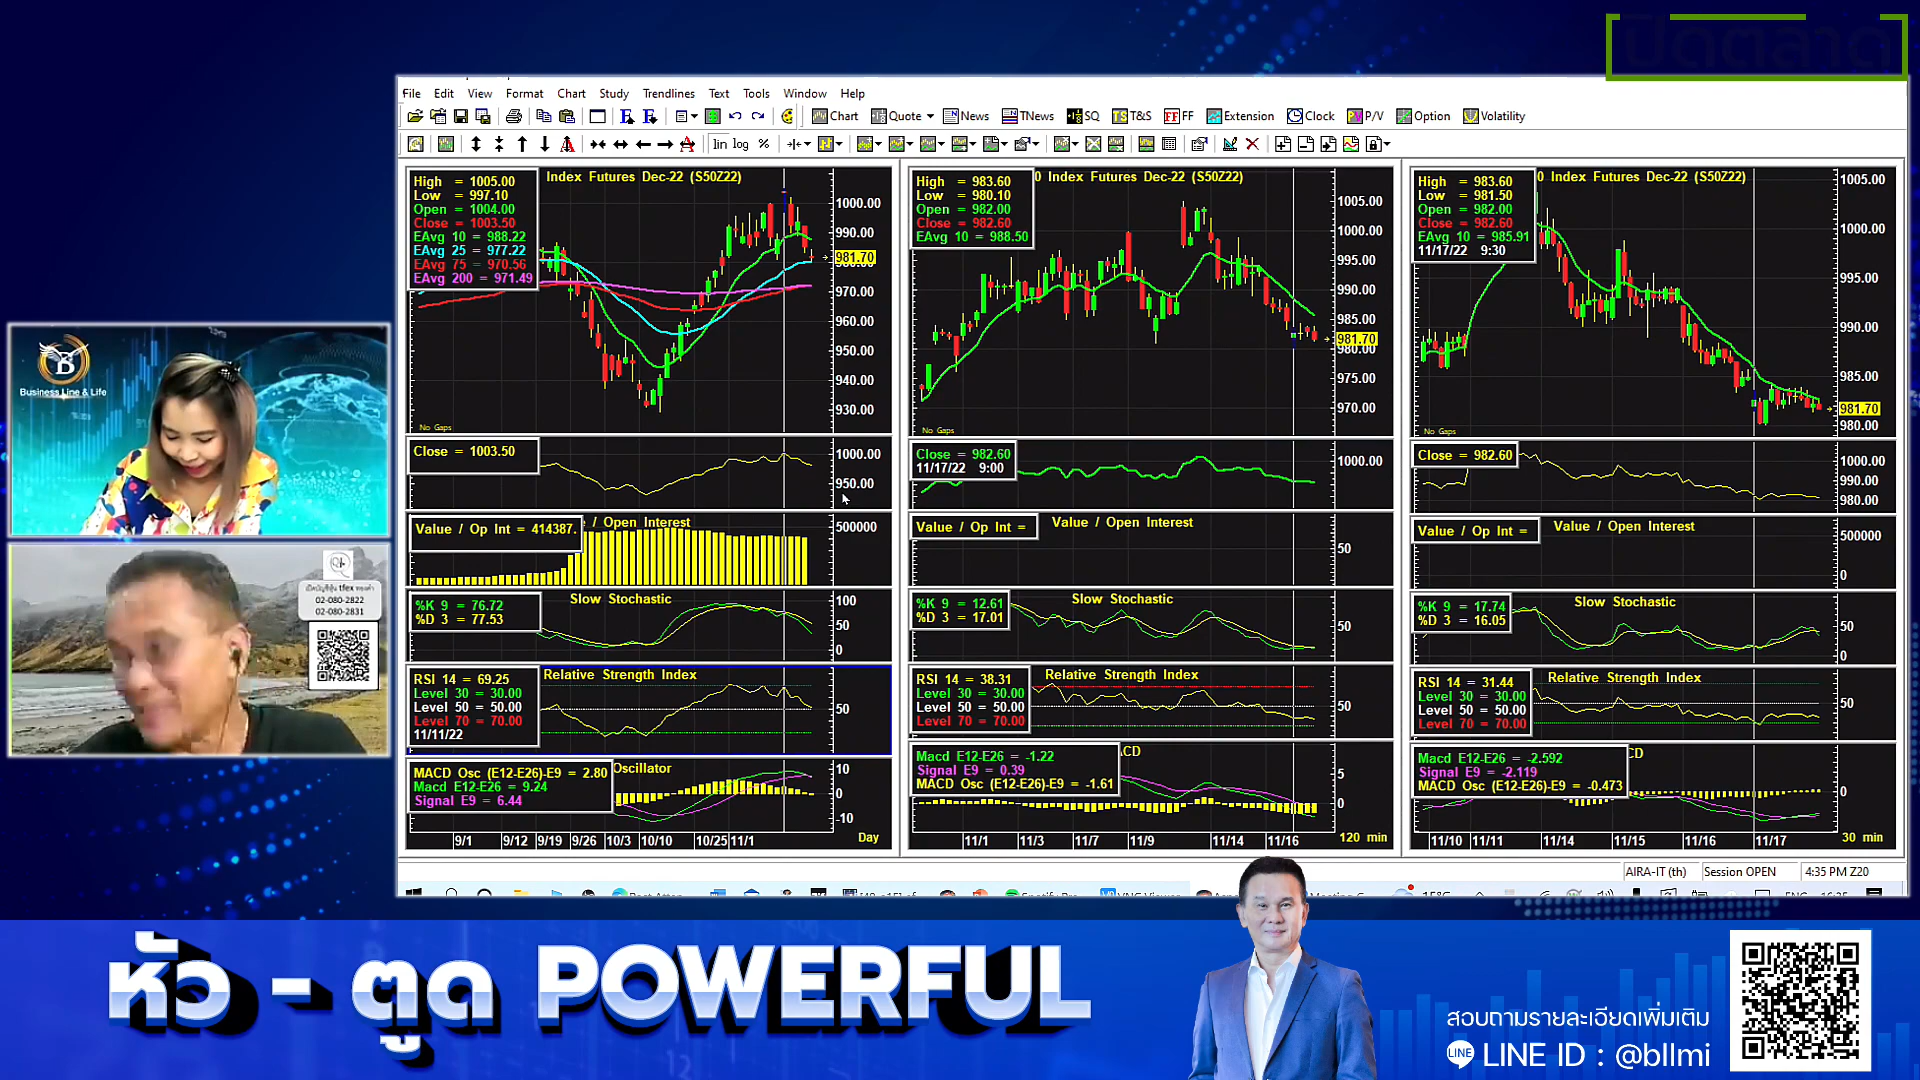 ปิดตลาด
File Edit View Format Chart Study Trendlines Text Tools Window Help
Chart Quote News TNews SQ T&S FF Extension Clock P/V Option Volatility
lin log %
Index Futures Dec-22 (S50Z22)
High = 1005.00
Low = 997.10
Open = 1004.00
Close = 1003.50
EAvg 10 = 988.22
EAvg 25 = 977.22
EAvg 75 = 970.56
EAvg 200 = 971.49
1000.00
990.00
981.70
970.00
960.00
950.00
940.00
930.00
No Gaps
Close = 1003.50
1000.00
950.00
Value / Op Int = 414387.
/ Open Interest
500000
%K 9 = 76.72
%D 3 = 77.53
Slow Stochastic
100
50
0
RSI 14 = 69.25
Level 30 = 30.00
Level 50 = 50.00
Level 70 = 70.00
11/11/22
Relative Strength Index
50
MACD Osc (E12-E26)-E9 = 2.80
Macd E12-E26 = 9.24
Signal E9 = 6.44
Oscillator
10
0
-10
9/1 9/12 9/19 9/26 10/3 10/10 10/25 11/1 Day
0 Index Futures Dec-22 (S50Z22)
High = 983.60
Low = 980.10
Open = 982.00
Close = 982.60
EAvg 10 = 988.50
1005.00
1000.00
995.00
990.00
985.00
981.70
980.00
975.00
970.00
No Gaps
Close = 982.60
11/17/22 9:00
1000.00
Value / Op Int =
Value / Open Interest
50
%K 9 = 12.61
%D 3 = 17.01
Slow Stochastic
50
RSI 14 = 38.31
Level 30 = 30.00
Level 50 = 50.00
Level 70 = 70.00
Relative Strength Index
50
Macd E12-E26 = -1.22
Signal E9 = 0.39
MACD Osc (E12-E26)-E9 = -1.61
CD
5
0
11/1 11/3 11/7 11/9 11/14 11/16 120 min
0 Index Futures Dec-22 (S50Z22)
High = 983.60
Low = 981.50
Open = 982.00
Close = 982.60
EAvg 10 = 985.91
11/17/22 9:30
1005.00
1000.00
995.00
990.00
985.00
981.70
980.00
No Gaps
Close = 982.60
1000.00
990.00
980.00
Value / Op Int =
Value / Open Interest
500000
0
%K 9 = 17.74
%D 3 = 16.05
Slow Stochastic
50
0
RSI 14 = 31.44
Level 30 = 30.00
Level 50 = 50.00
Level 70 = 70.00
Relative Strength Index
50
Macd E12-E26 = -2.592
Signal E9 = -2.119
MACD Osc (E12-E26)-E9 = -0.473
CD
0
11/10 11/11 11/14 11/15 11/16 11/17 30 min
AIRA-IT (th) Session OPEN 4:35 PM Z20
B
Business Line & Life
02-080-2822
02-080-2831
หัว - ตูด POWERFUL
สอบถามรายละเอียดเพิ่มเติม
LINE LINE ID : @bllmi